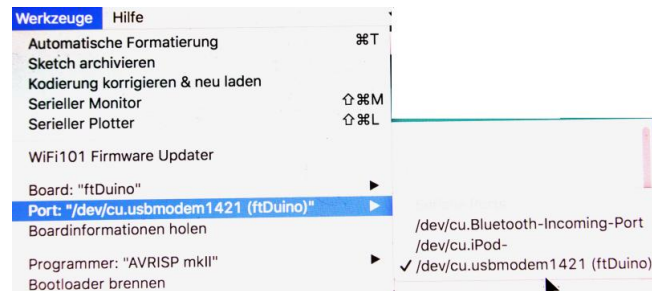 Werkzeuge Hilfe
Automatische Formatierung ⌘T
Sketch archivieren
Kodierung korrigieren & neu laden
Serieller Monitor ⇧⌘M
Serieller Plotter ⇧⌘L
WiFi101 Firmware Updater
Board: "ftDuino"
Port: "/dev/cu.usbmodem1421 (ftDuino)"
Boardinformationen holen
Programmer: "AVRISP mkII"
Bootloader brennen
/dev/cu.Bluetooth-Incoming-Port
/dev/cu.iPod-
✓ /dev/cu.usbmodem1421 (ftDuino)